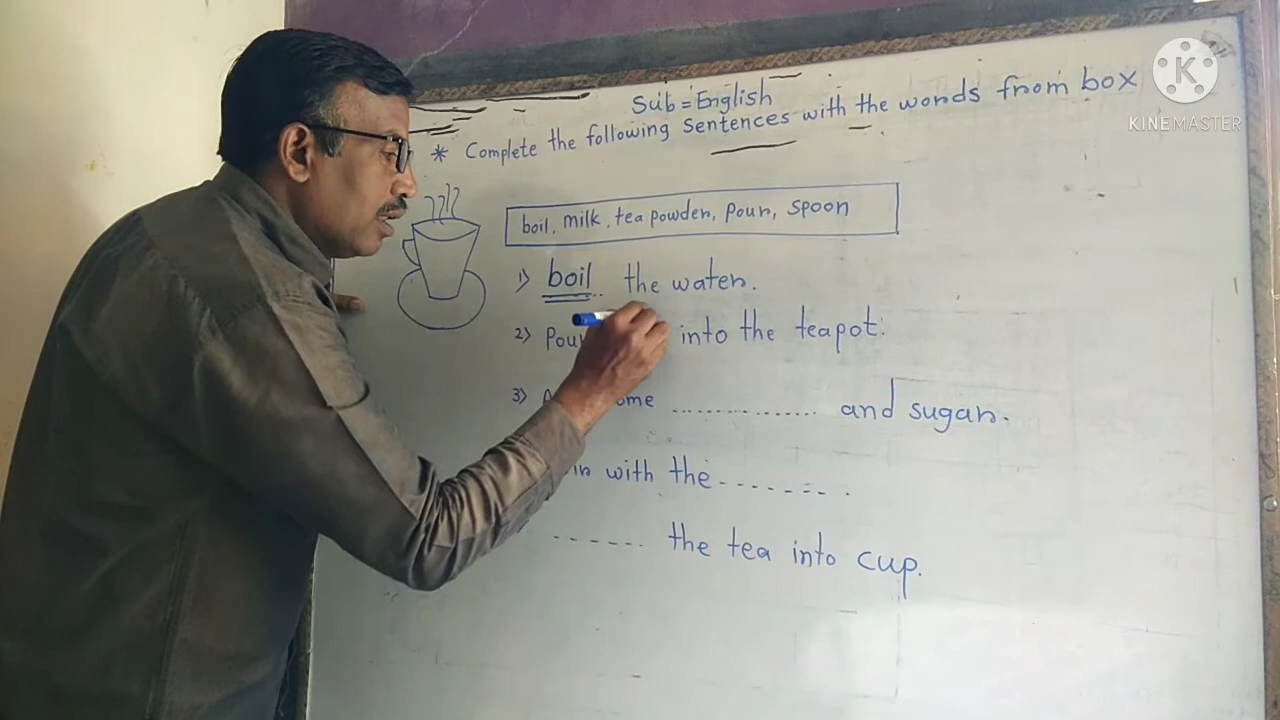 Sub = English
* Complete the following Sentences with the words from box
boil, milk, tea powder, pour, spoon
1) boil the water.
2) Pour into the teapot.
3) some ............... and sugar.
with the - - - - - - - .
- - - - - - the tea into cup.
K
KINEMASTER